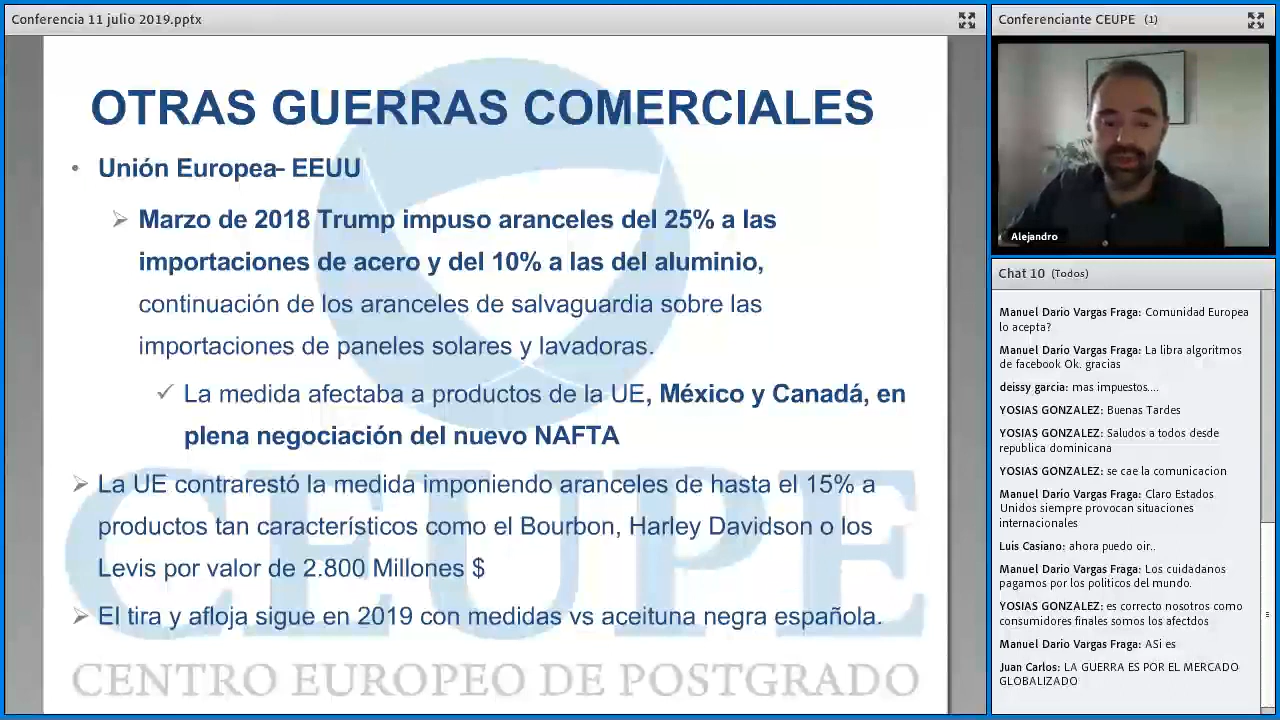 Conferencia 11 julio 2019.pptx
OTRAS GUERRAS COMERCIALES
• Unión Europea- EEUU
Marzo de 2018 Trump impuso aranceles del 25% a las
importaciones de acero y del 10% a las del aluminio,
continuación de los aranceles de salvaguardia sobre las
importaciones de paneles solares y lavadoras.
La medida afectaba a productos de la UE, México y Canadá, en
plena negociación del nuevo NAFTA
La UE contrarestó la medida imponiendo aranceles de hasta el 15% a
productos tan característicos como el Bourbon, Harley Davidson o los
Levis por valor de 2.800 Millones $
El tira y afloja sigue en 2019 con medidas vs aceituna negra española.
CEUPE
CENTRO EUROPEO DE POSTGRADO
Conferenciante CEUPE (1)
Alejandro
Chat 10 (Todos)
Manuel Darío Vargas Fraga: Comunidad Europea
lo acepta?
Manuel Darío Vargas Fraga: La libra algoritmos
de facebook Ok. gracias
deissy garcia: mas impuestos....
YOSIAS GONZALEZ: Buenas Tardes
YOSIAS GONZALEZ: Saludos a todos desde
republica dominicana
YOSIAS GONZALEZ: se cae la comunicacion
Manuel Darío Vargas Fraga: Claro Estados
Unidos siempre provocan situaciones
internacionales
Luis Casiano: ahora puedo oir..
Manuel Darío Vargas Fraga: Los cuidadanos
pagamos por los politicos del mundo.
YOSIAS GONZALEZ: es correcto nosotros como
consumidores finales somos los afectdos
Manuel Darío Vargas Fraga: ASi es
Juan Carlos: LA GUERRA ES POR EL MERCADO
GLOBALIZADO